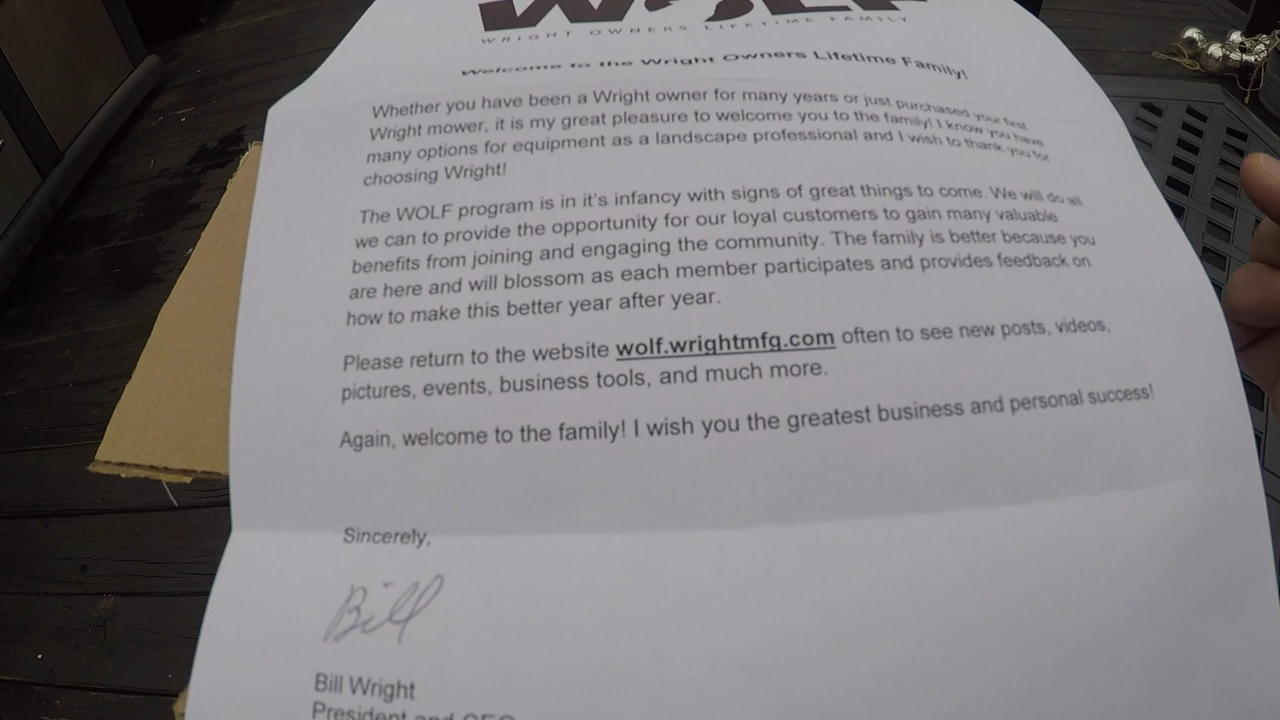 WOLF
WRIGHT OWNERS LIFETIME FAMILY
Welcome to the Wright Owners Lifetime Family!
Whether you have been a Wright owner for many years or just purchased your first
Wright mower, it is my great pleasure to welcome you to the family! I know you have
many options for equipment as a landscape professional and I wish to thank you for
choosing Wright!
The WOLF program is in it's infancy with signs of great things to come. We will do all
we can to provide the opportunity for our loyal customers to gain many valuable
benefits from joining and engaging the community. The family is better because you
are here and will blossom as each member participates and provides feedback on
how to make this better year after year.
Please return to the website wolf.wrightmfg.com often to see new posts, videos,
pictures, events, business tools, and much more.
Again, welcome to the family! I wish you the greatest business and personal success!
Sincerely,
Bill
Bill Wright
President and CEO